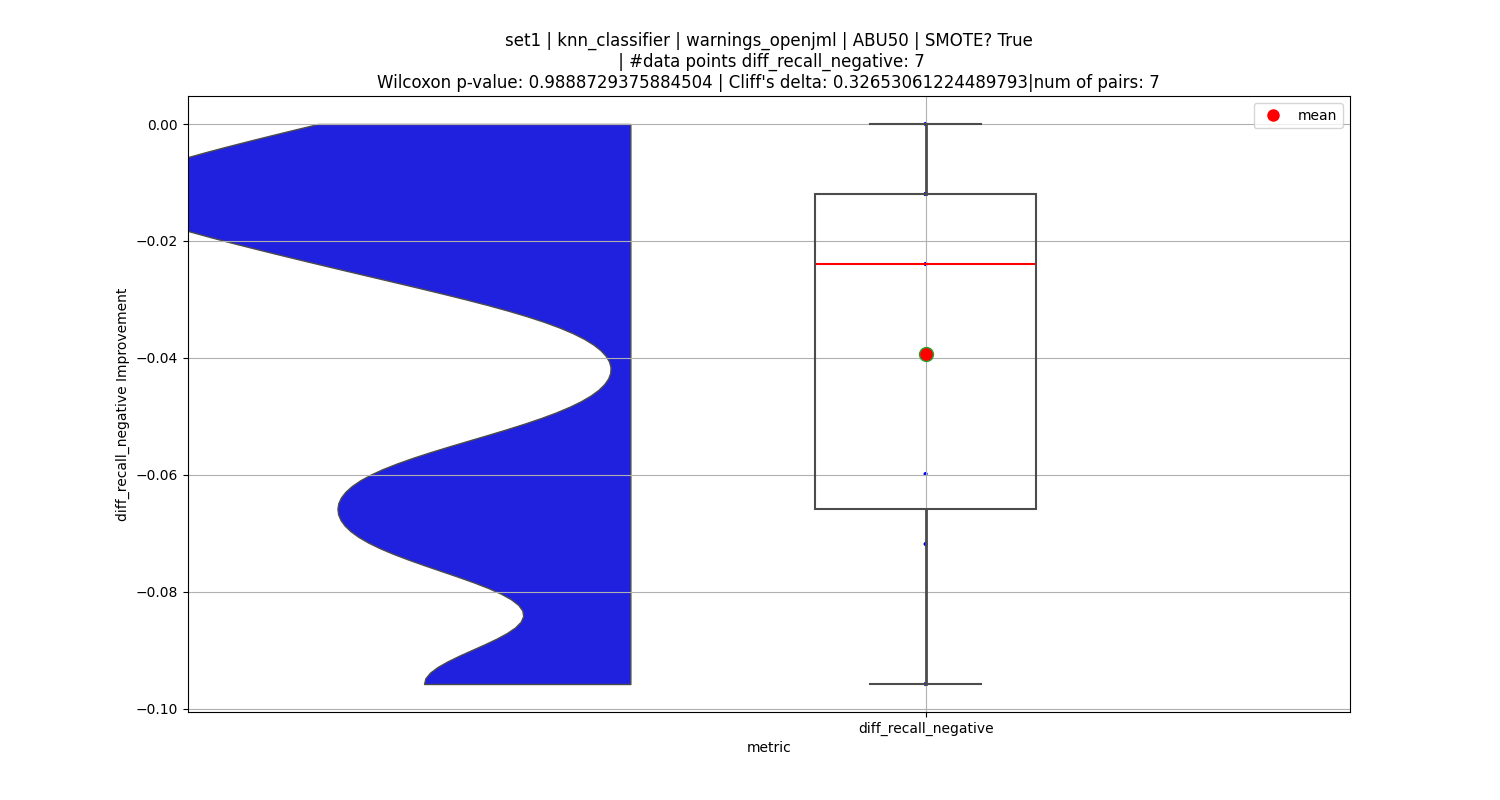 set1 | knn_classifier | warnings_openjml | ABU50 | SMOTE? True
| #data points diff_recall_negative: 7
Wilcoxon p-value: 0.9888729375884504 | Cliff's delta: 0.32653061224489793|num of pairs: 7
mean
0.00
−0.02
−0.04
−0.06
−0.08
−0.10
diff_recall_negative Improvement
diff_recall_negative
metric